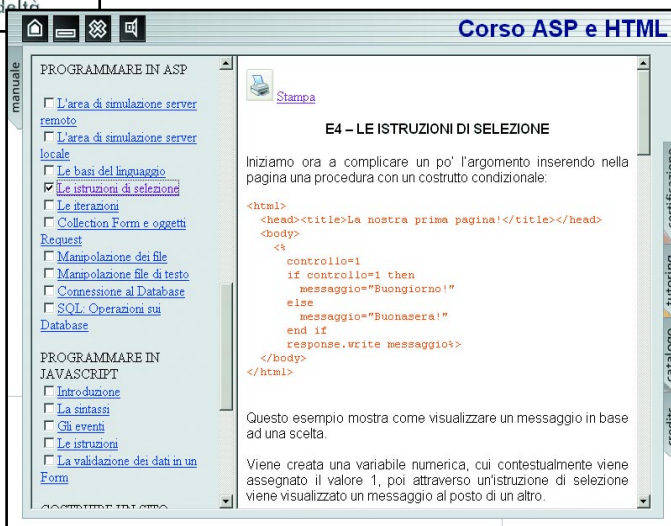 Corso ASP e HTML
manuale
PROGRAMMARE IN ASP
L'area di simulazione server
remoto
L'area di simulazione server
locale
Le basi del linguaggio
Le istruzioni di selezione
Le iterazioni
Collection Form e oggetti
Request
Manipolazione dei file
Manipolazione file di testo
Connessione al Database
SQL: Operazioni sui
Database
PROGRAMMARE IN
JAVASCRIPT
Introduzione
La sintassi
Gli eventi
Le istruzioni
La validazione dei dati in un
Form
Stampa
E4 – LE ISTRUZIONI DI SELEZIONE
Iniziamo ora a complicare un po' l'argomento inserendo nella
pagina una procedura con un costrutto condizionale:
<html>
<head><title>La nostra prima pagina!</title></head>
<body>
<%
controllo=1
if controllo=1 then
messaggio="Buongiorno!"
else
messaggio="Buonasera!"
end if
response.write messaggio%>
</body>
</html>
Questo esempio mostra come visualizzare un messaggio in base
ad una scelta.
Viene creata una variabile numerica, cui contestualmente viene
assegnato il valore 1, poi attraverso un'istruzione di selezione
viene visualizzato un messaggio al posto di un altro.
tutoring
catalogo